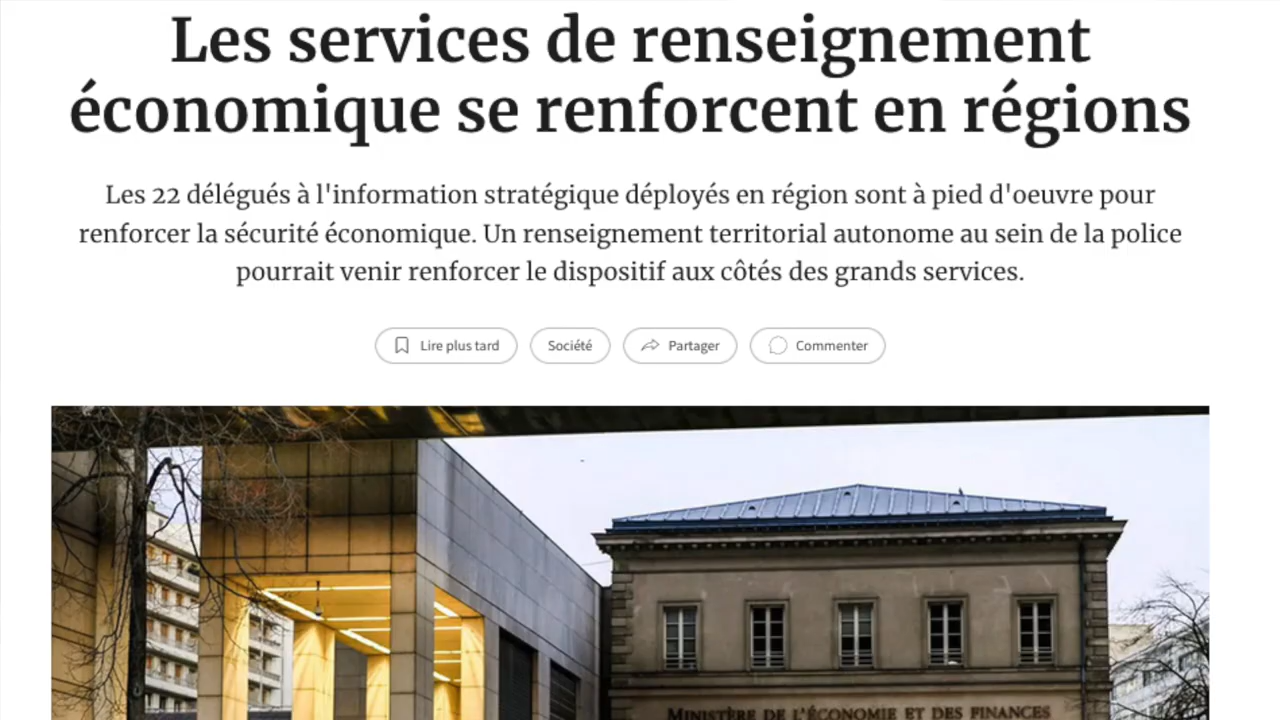 Les services de renseignement
économique se renforcent en régions
Les 22 délégués à l'information stratégique déployés en région sont à pied d'oeuvre pour
renforcer la sécurité économique. Un renseignement territorial autonome au sein de la police
pourrait venir renforcer le dispositif aux côtés des grands services.
Lire plus tard
Société
Partager
Commenter
MINISTÈRE DE L'ÉCONOMIE ET DES FINANCES